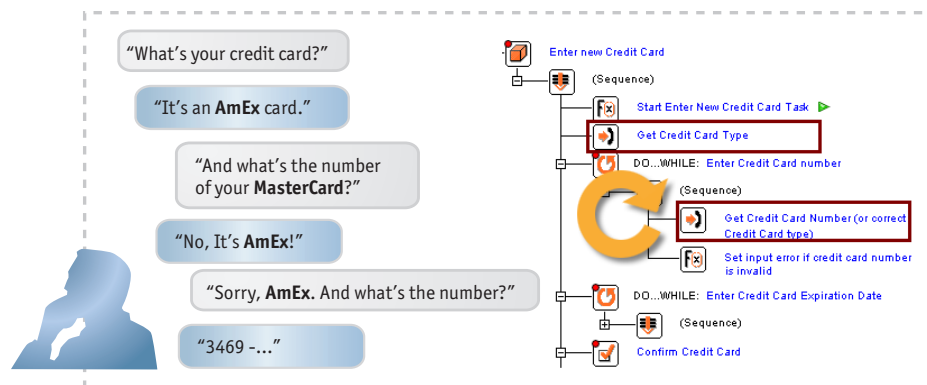 “What’s your credit card?”
“It’s an AmEx card.”
“And what’s the number
of your MasterCard?”
“No, It’s AmEx!”
“Sorry, AmEx. And what’s the number?”
“3469 -...”
Enter new Credit Card
(Sequence)
F(x) Start Enter New Credit Card Task
Get Credit Card Type
DO...WHILE: Enter Credit Card number
(Sequence)
Get Credit Card Number (or correct
Credit Card type)
F(x) Set input error if credit card number
is invalid
DO...WHILE: Enter Credit Card Expiration Date
(Sequence)
Confirm Credit Card